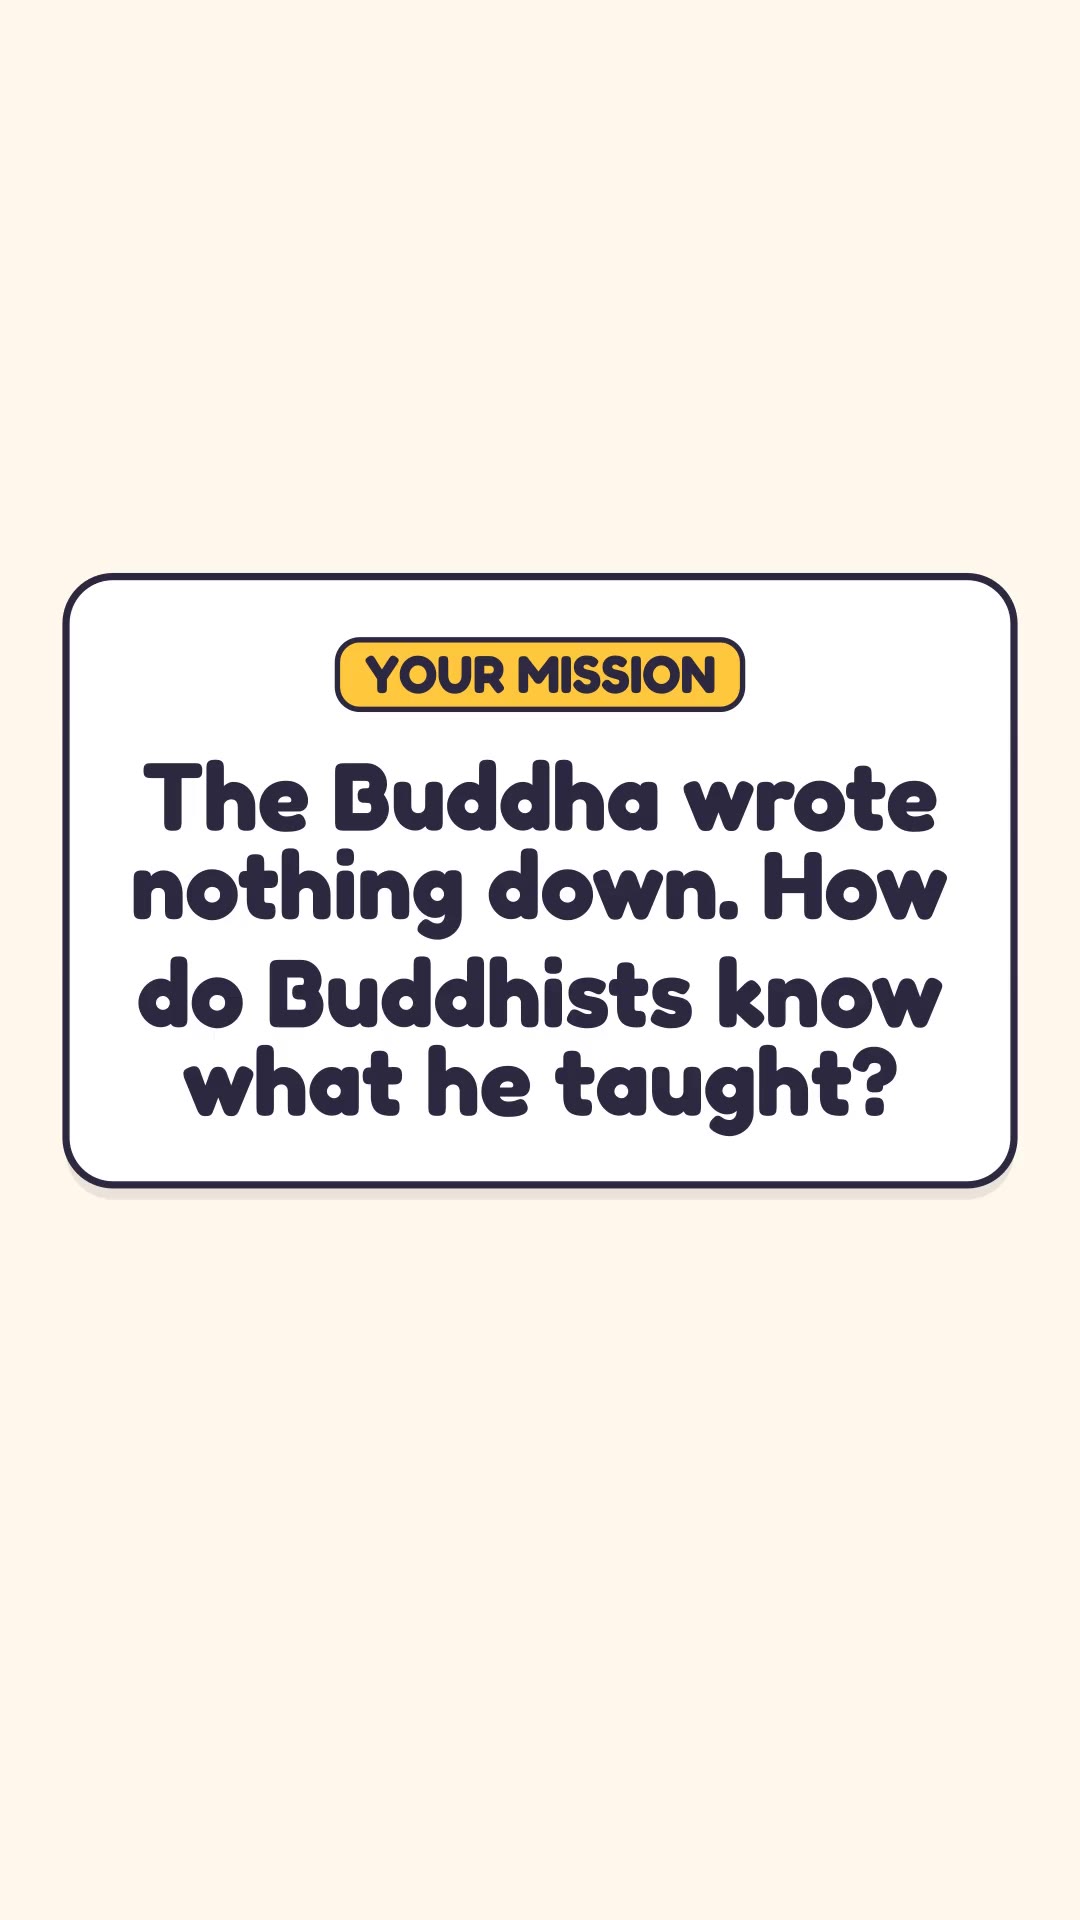 YOUR MISSION
The Buddha wrote
nothing down. How
do Buddhists know
what he taught?